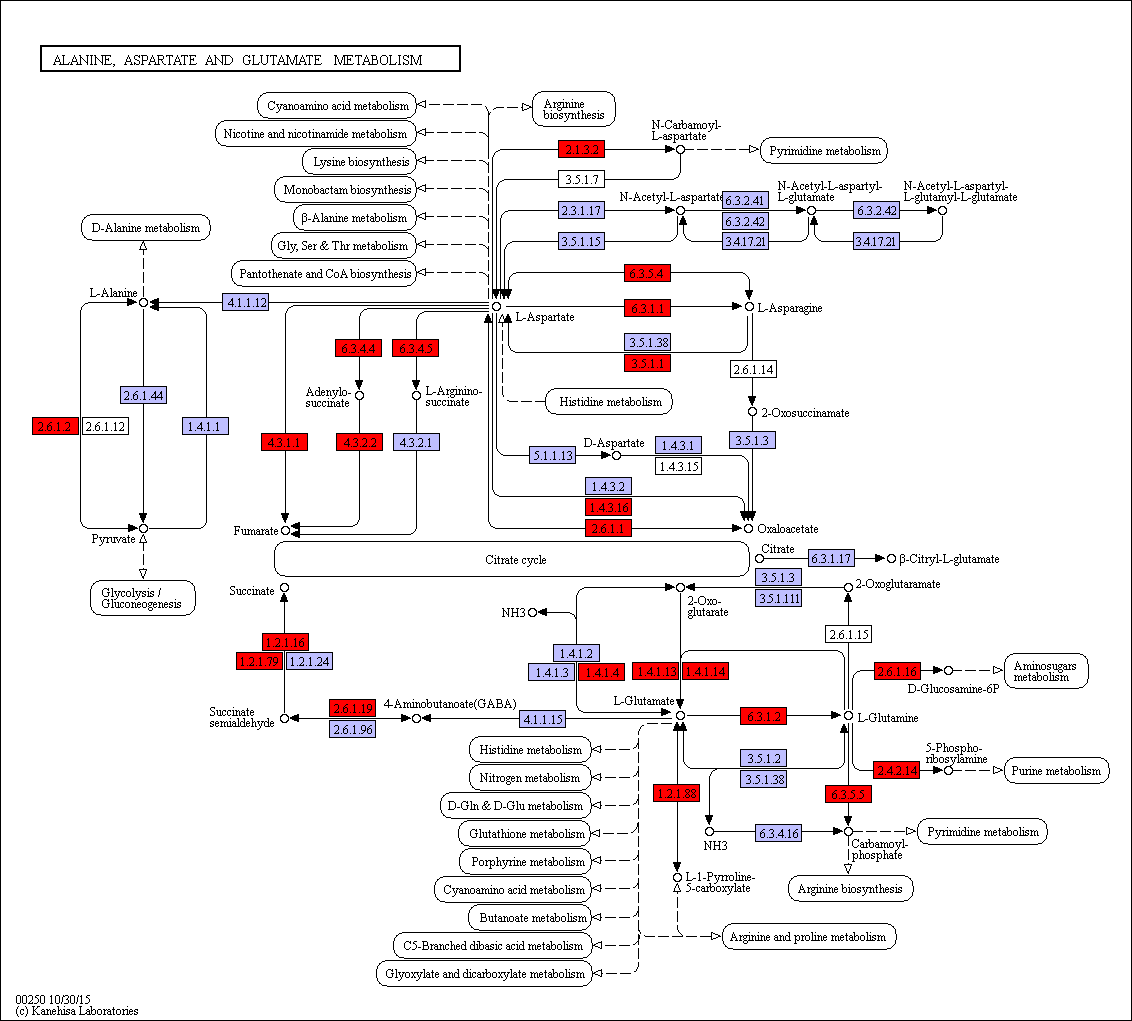 ALANINE, ASPARTATE AND GLUTAMATE METABOLISM
Cyanoamino acid metabolism
Arginine
biosynthesis
Nicotine and nicotinamide metabolism
N-Carbamoyl-
L-aspartate
Lysine biosynthesis
2.1.3.2
Pyrimidine metabolism
Monobactam biosynthesis
3.5.1.7
β-Alanine metabolism
N-Acetyl-L-aspartate
6.3.2.41
N-Acetyl-L-aspartyl-
L-glutamate
N-Acetyl-L-aspartyl-
L-glutamyl-L-glutamate
2.3.1.17
6.3.2.42
6.3.2.42
D-Alanine metabolism
Gly, Ser & Thr metabolism
3.5.1.15
3.4.17.21
3.4.17.21
Pantothenate and CoA biosynthesis
6.3.5.4
L-Alanine
4.1.1.12
L-Aspartate
6.3.1.1
L-Asparagine
6.3.4.4
6.3.4.5
3.5.1.38
3.5.1.1
2.6.1.14
2.6.1.44
Adenylo-
succinate
L-Arginino-
succinate
Histidine metabolism
2-Oxosuccinamate
2.6.1.2
2.6.1.12
1.4.1.1
4.3.1.1
4.3.2.2
4.3.2.1
5.1.1.13
D-Aspartate
1.4.3.1
1.4.3.15
3.5.1.3
1.4.3.2
1.4.3.16
2.6.1.1
Pyruvate
Fumarate
Oxaloacetate
Citrate cycle
Citrate
6.3.1.17
β-Citryl-L-glutamate
Glycolysis /
Gluconeogenesis
Succinate
3.5.1.3
3.5.1.111
2-Oxoglutaramate
NH3
2-Oxo-
glutarate
2.6.1.15
1.2.1.16
1.2.1.79
1.2.1.24
1.4.1.2
1.4.1.3
1.4.1.4
1.4.1.13
1.4.1.14
2.6.1.16
Aminosugars
metabolism
D-Glucosamine-6P
Succinate
semialdehyde
2.6.1.19
2.6.1.96
4-Aminobutanoate(GABA)
4.1.1.15
L-Glutamate
6.3.1.2
L-Glutamine
Histidine metabolism
3.5.1.2
3.5.1.38
5-Phospho-
ribosylamine
2.4.2.14
Purine metabolism
Nitrogen metabolism
1.2.1.88
6.3.5.5
D-Gln & D-Glu metabolism
Glutathione metabolism
NH3
6.3.4.16
Carbamoyl-
phosphate
Pyrimidine metabolism
Porphyrine metabolism
Cyanoamino acid metabolism
L-1-Pyrroline-
5-carboxylate
Arginine biosynthesis
Butanoate metabolism
C5-Branched dibasic acid metabolism
Arginine and proline metabolism
Glyoxylate and dicarboxylate metabolism
00250 10/30/15
(c) Kanehisa Laboratories